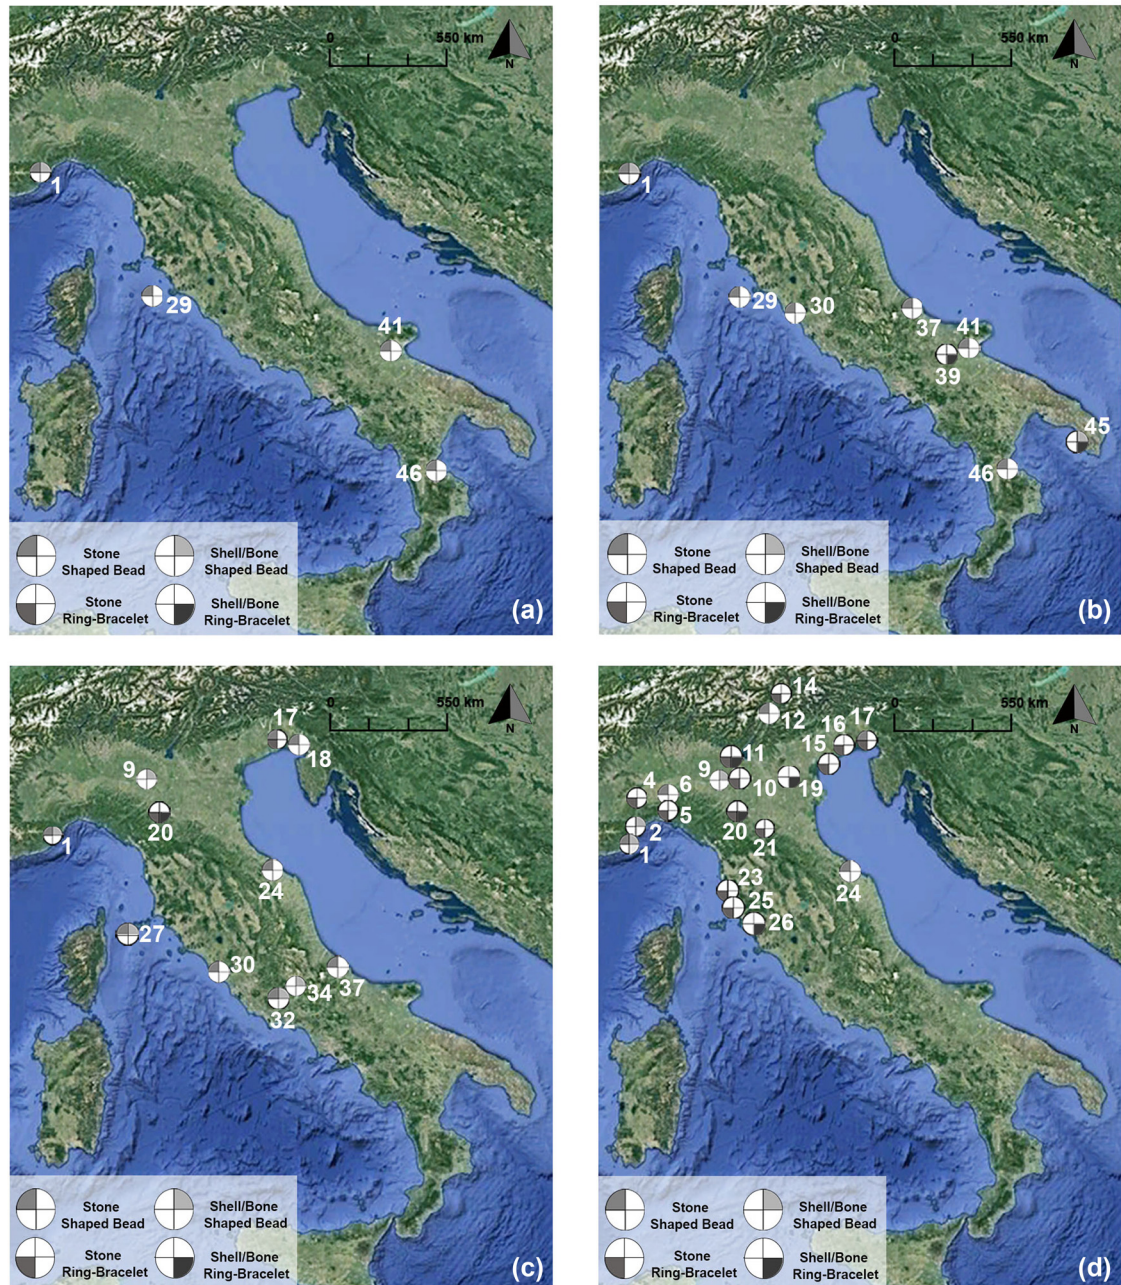 0 550 km
N
1
29
41
46
Stone
Shaped Bead
Shell/Bone
Shaped Bead
Stone
Ring-Bracelet
Shell/Bone
Ring-Bracelet
(a)
0 550 km
N
1
29
30
37
41
39
45
46
Stone
Shaped Bead
Shell/Bone
Shaped Bead
Stone
Ring-Bracelet
Shell/Bone
Ring-Bracelet
(b)
0 550 km
N
17
18
9
20
1
24
27
30
37
34
32
Stone
Shaped Bead
Shell/Bone
Shaped Bead
Stone
Ring-Bracelet
Shell/Bone
Ring-Bracelet
(c)
0 550 km
N
14
12
16
17
15
11
4
6
9
10
19
5
2
20
21
1
24
23
25
26
Stone
Shaped Bead
Shell/Bone
Shaped Bead
Stone
Ring-Bracelet
Shell/Bone
Ring-Bracelet
(d)